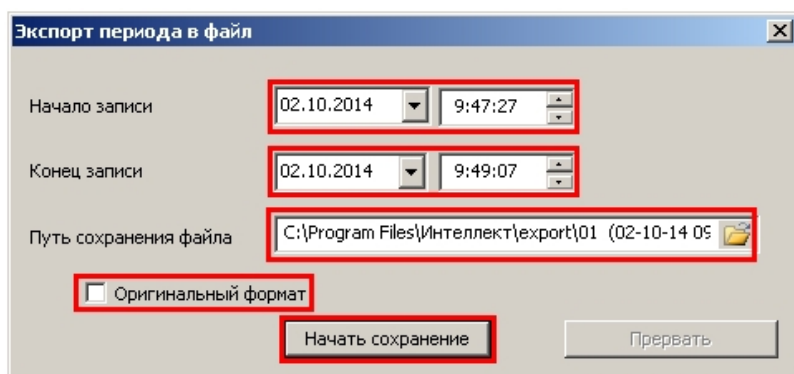 Экспорт периода в файл
Начало записи 02.10.2014 9:47:27
Конец записи 02.10.2014 9:49:07
Путь сохранения файла C:\Program Files\Интеллект\export\01 (02-10-14 09
Оригинальный формат
Начать сохранение Прервать